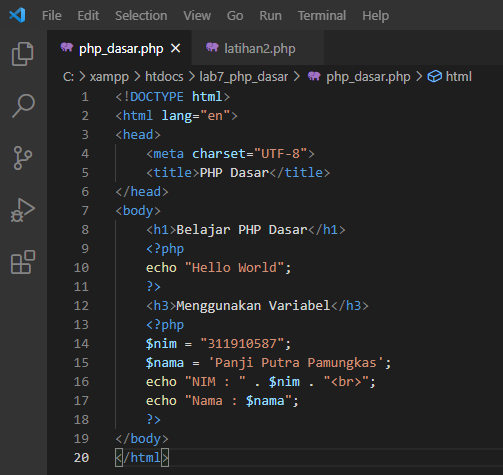 File Edit Selection View Go Run Terminal Help
php_dasar.php latihan2.php
C: > xampp > htdocs > lab7_php_dasar > php_dasar.php > html
1 <!DOCTYPE html>
2 <html lang="en">
3 <head>
4     <meta charset="UTF-8">
5     <title>PHP Dasar</title>
6 </head>
7 <body>
8     <h1>Belajar PHP Dasar</h1>
9     <?php
10     echo "Hello World";
11     ?>
12     <h3>Menggunakan Variabel</h3>
13     <?php
14     $nim = "311910587";
15     $nama = 'Panji Putra Pamungkas';
16     echo "NIM : " . $nim . "<br>";
17     echo "Nama : $nama";
18     ?>
19 </body>
20 </html>